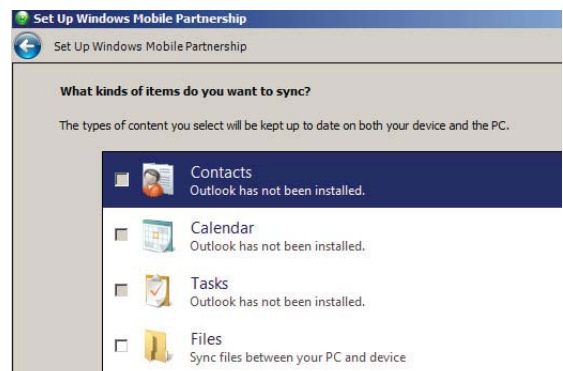 Set Up Windows Mobile Partnership
Set Up Windows Mobile Partnership
What kinds of items do you want to sync?
The types of content you select will be kept up to date on both your device and the PC.
Contacts
Outlook has not been installed.
Calendar
Outlook has not been installed.
Tasks
Outlook has not been installed.
Files
Sync files between your PC and device